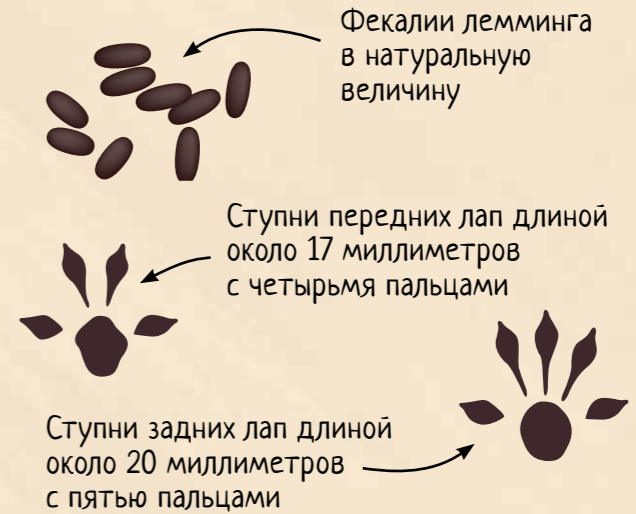 Фекалии лемминга
в натуральную
величину
Ступни передних лап длиной
около 17 миллиметров
с четырьмя пальцами
Ступни задних лап длиной
около 20 миллиметров
с пятью пальцами